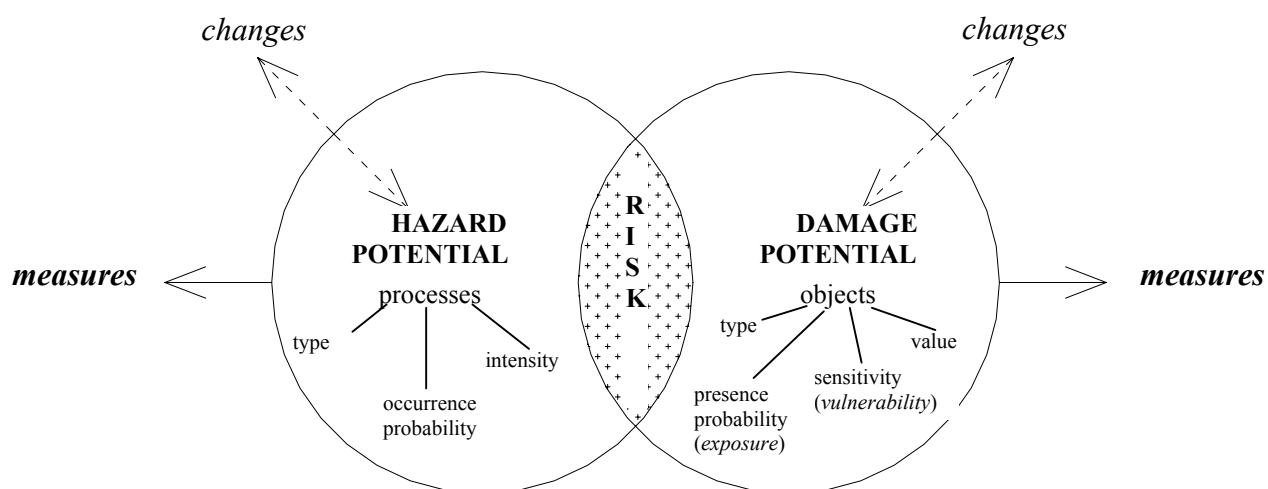 changes
changes
HAZARD
POTENTIAL
processes
type
intensity
occurrence
probability
R
I
S
K
DAMAGE
POTENTIAL
objects
type
value
sensitivity
(vulnerability)
presence
probability
(exposure)
measures
measures